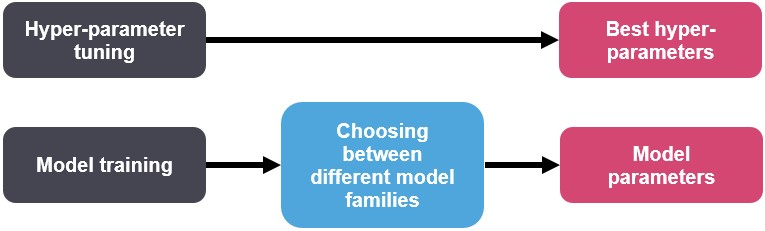 Hyper-parameter
tuning
Best hyper-
parameters
Model training
Choosing
between
different model
families
Model
parameters